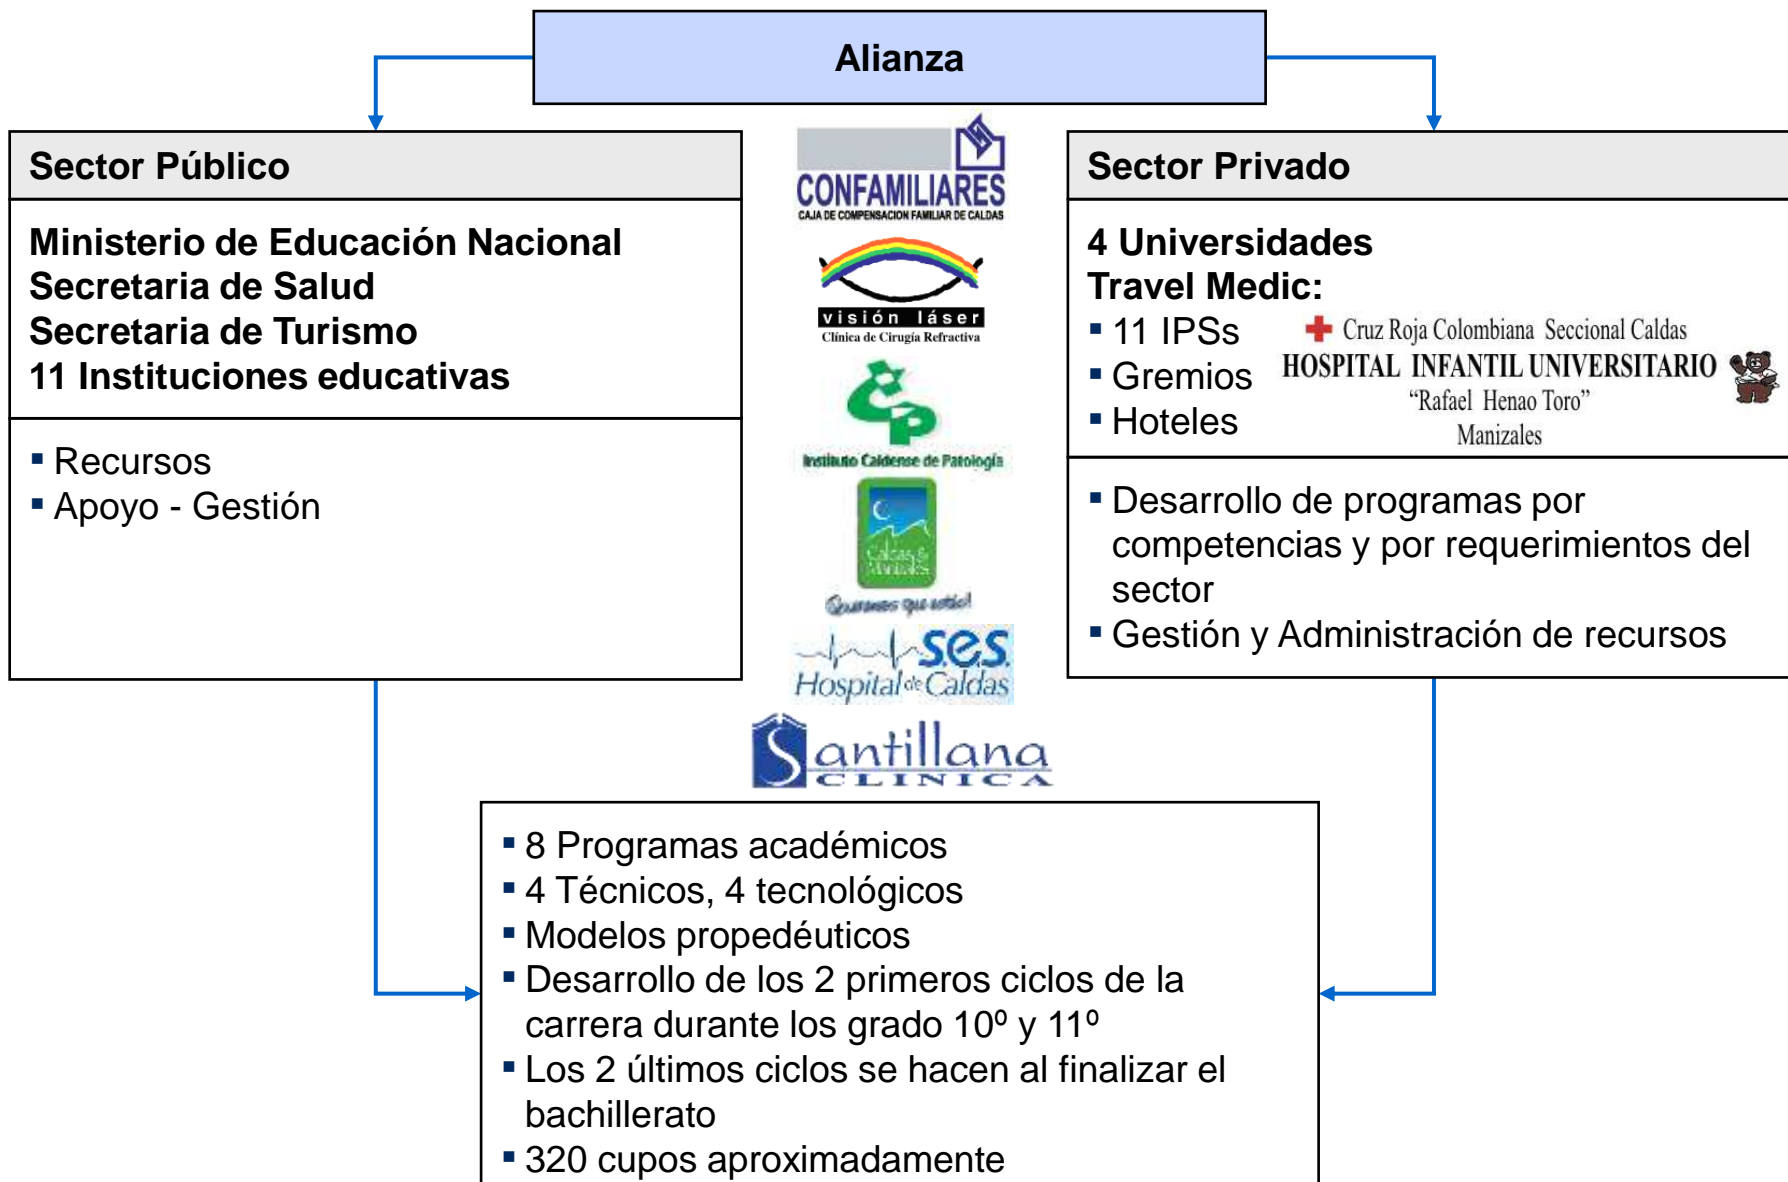 Alianza
Sector Público
Ministerio de Educación Nacional
Secretaria de Salud
Secretaria de Turismo
11 Instituciones educativas
▪ Recursos
▪ Apoyo - Gestión
CONFAMILIARES
CAJA DE COMPENSACION FAMILIAR DE CALDAS
visión láser
Clínica de Cirugía Refractiva
Instituto Caldense de Patología
Caldas &
Manizales
S.E.S.
Hospital de Caldas
Santillana
CLINICA
Sector Privado
4 Universidades
Travel Medic:
▪ 11 IPSs
▪ Gremios
▪ Hoteles
Cruz Roja Colombiana Seccional Caldas
HOSPITAL INFANTIL UNIVERSITARIO
“Rafael Henao Toro”
Manizales
▪ Desarrollo de programas por
competencias y por requerimientos del
sector
▪ Gestión y Administración de recursos
▪ 8 Programas académicos
▪ 4 Técnicos, 4 tecnológicos
▪ Modelos propedéuticos
▪ Desarrollo de los 2 primeros ciclos de la
carrera durante los grado 10º y 11º
▪ Los 2 últimos ciclos se hacen al finalizar el
bachillerato
▪ 320 cupos aproximadamente